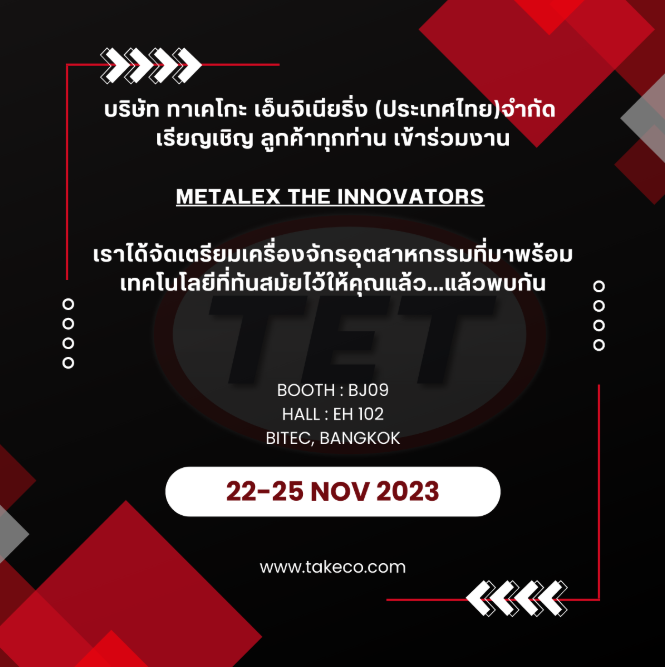 บริษัท ทาเคโกะ เอ็นจิเนียริ่ง (ประเทศไทย)จำกัด
เรียญเชิญ ลูกค้าทุกท่าน เข้าร่วมงาน
METALEX THE INNOVATORS
เราได้จัดเตรียมเครื่องจักรอุตสาหกรรมที่มาพร้อม
เทคโนโลยีที่ทันสมัยไว้ให้คุณแล้ว...แล้วพบกัน
TET
BOOTH : BJ09
HALL : EH 102
BITEC, BANGKOK
22-25 NOV 2023
www.takeco.com